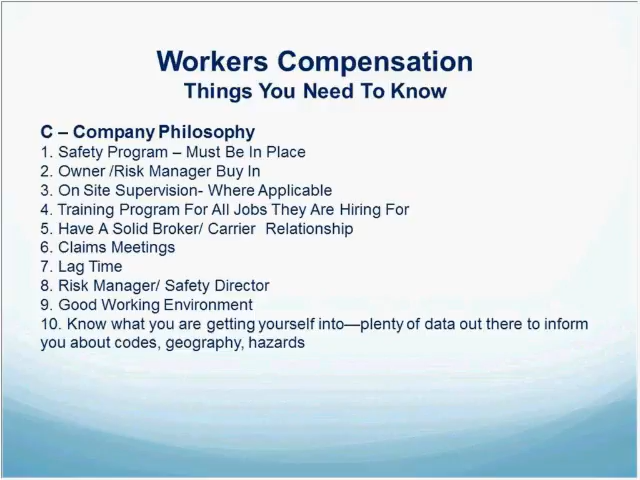 Workers Compensation
Things You Need To Know
C – Company Philosophy
1. Safety Program – Must Be In Place
2. Owner /Risk Manager Buy In
3. On Site Supervision- Where Applicable
4. Training Program For All Jobs They Are Hiring For
5. Have A Solid Broker/ Carrier  Relationship
6. Claims Meetings
7. Lag Time
8. Risk Manager/ Safety Director
9. Good Working Environment
10. Know what you are getting yourself into—plenty of data out there to inform
you about codes, geography, hazards